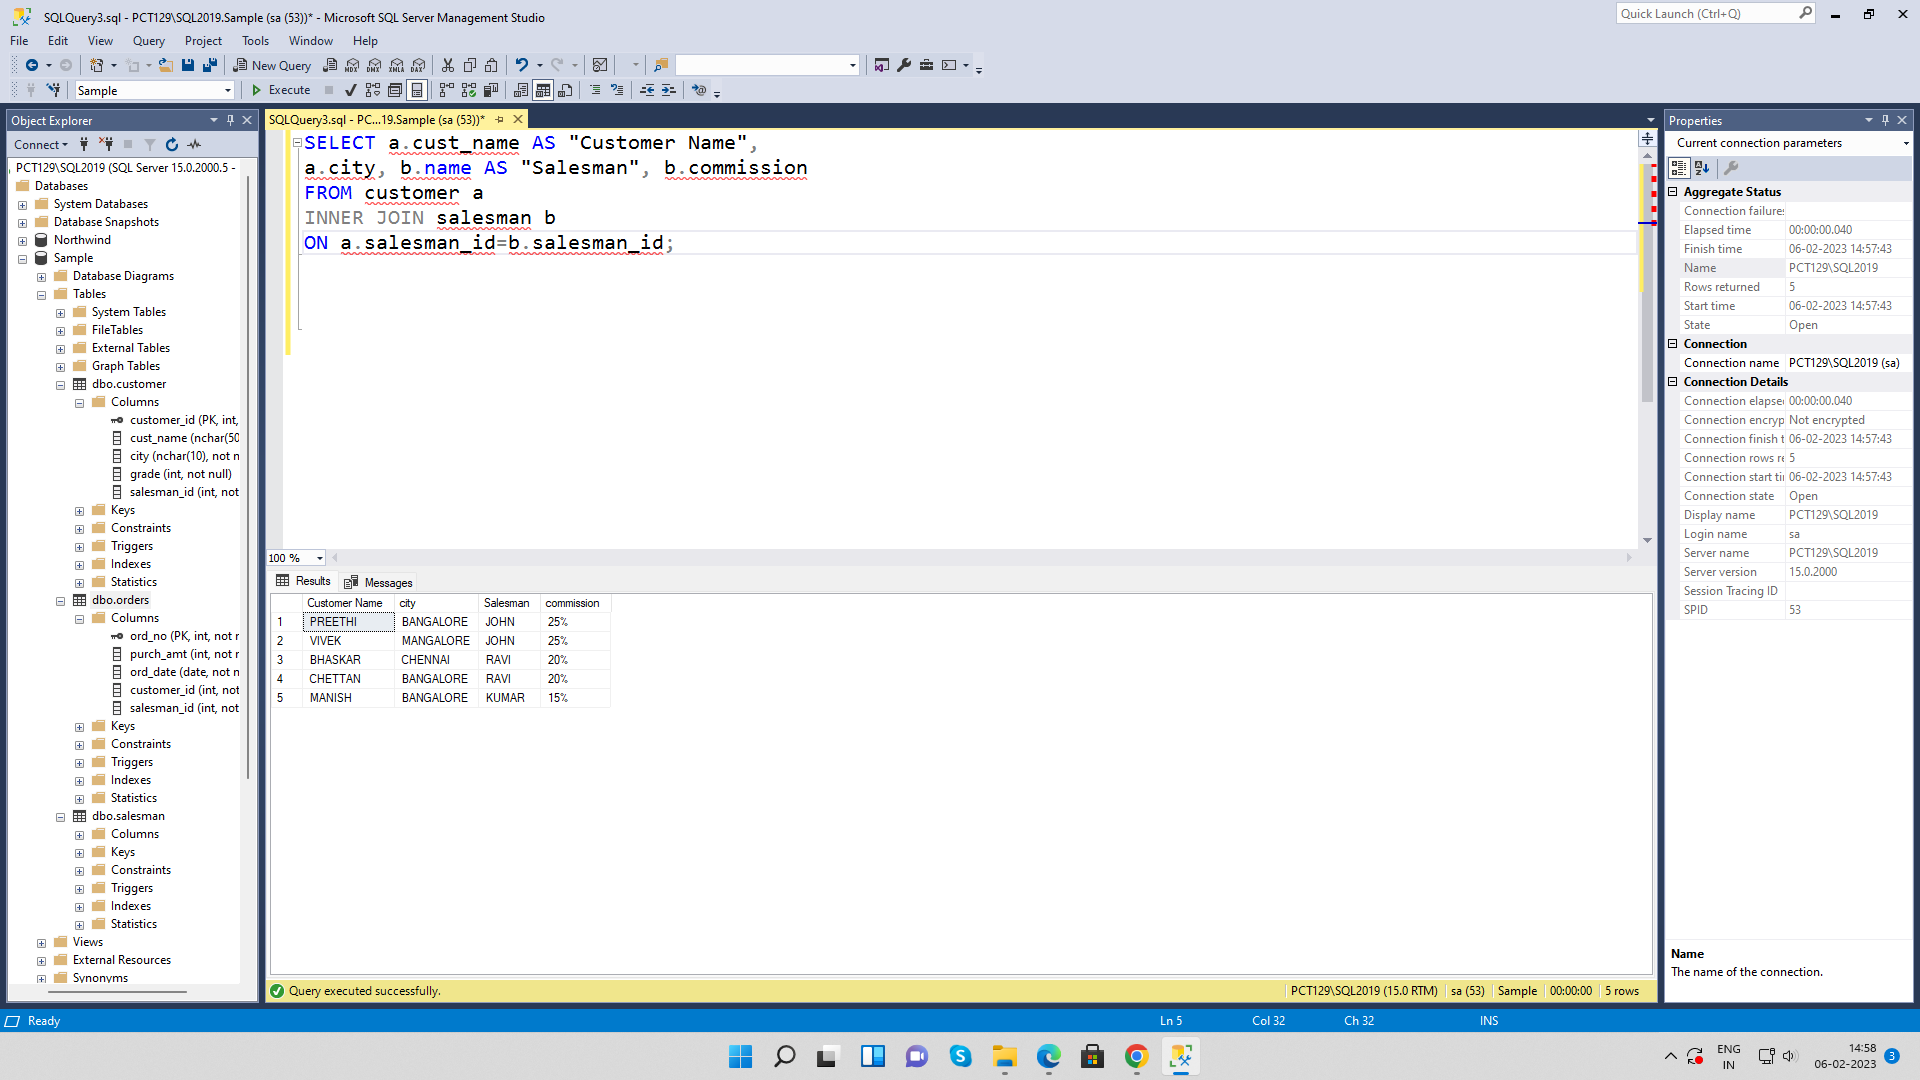 SQLQuery3.sql - PCT129\SQL2019.Sample (sa (53))* - Microsoft SQL Server Management Studio
Quick Launch (Ctrl+Q)
File Edit View Query Project Tools Window Help
New Query
MDX DMX XMLA DAX
Sample
Execute
Object Explorer
Connect
PCT129\SQL2019 (SQL Server 15.0.2000.5 -
Databases
System Databases
Database Snapshots
Northwind
Sample
Database Diagrams
Tables
System Tables
FileTables
External Tables
Graph Tables
dbo.customer
Columns
customer_id (PK, int,
cust_name (nchar(50
city (nchar(10), not n
grade (int, not null)
salesman_id (int, not
Keys
Constraints
Triggers
Indexes
Statistics
dbo.orders
Columns
ord_no (PK, int, not r
purch_amt (int, not r
ord_date (date, not n
customer_id (int, not
salesman_id (int, not
Keys
Constraints
Triggers
Indexes
Statistics
dbo.salesman
Columns
Keys
Constraints
Triggers
Indexes
Statistics
Views
External Resources
Synonyms
SQLQuery3.sql - PC...19.Sample (sa (53))*
SELECT a.cust_name AS "Customer Name",
a.city, b.name AS "Salesman", b.commission
FROM customer a
INNER JOIN salesman b
ON a.salesman_id=b.salesman_id;
100 %
Results Messages
Customer Name city Salesman commission
1 PREETHI BANGALORE JOHN 25%
2 VIVEK MANGALORE JOHN 25%
3 BHASKAR CHENNAI RAVI 20%
4 CHETTAN BANGALORE RAVI 20%
5 MANISH BANGALORE KUMAR 15%
Query executed successfully.
PCT129\SQL2019 (15.0 RTM) sa (53) Sample 00:00:00 5 rows
Properties
Current connection parameters
Aggregate Status
Connection failures
Elapsed time 00:00:00.040
Finish time 06-02-2023 14:57:43
Name PCT129\SQL2019
Rows returned 5
Start time 06-02-2023 14:57:43
State Open
Connection
Connection name PCT129\SQL2019 (sa)
Connection Details
Connection elapse 00:00:00.040
Connection encryp Not encrypted
Connection finish t 06-02-2023 14:57:43
Connection rows re 5
Connection start ti 06-02-2023 14:57:43
Connection state Open
Display name PCT129\SQL2019
Login name sa
Server name PCT129\SQL2019
Server version 15.0.2000
Session Tracing ID
SPID 53
Name
The name of the connection.
Ready
Ln 5 Col 32 Ch 32 INS
ENG
IN
14:58
06-02-2023
3